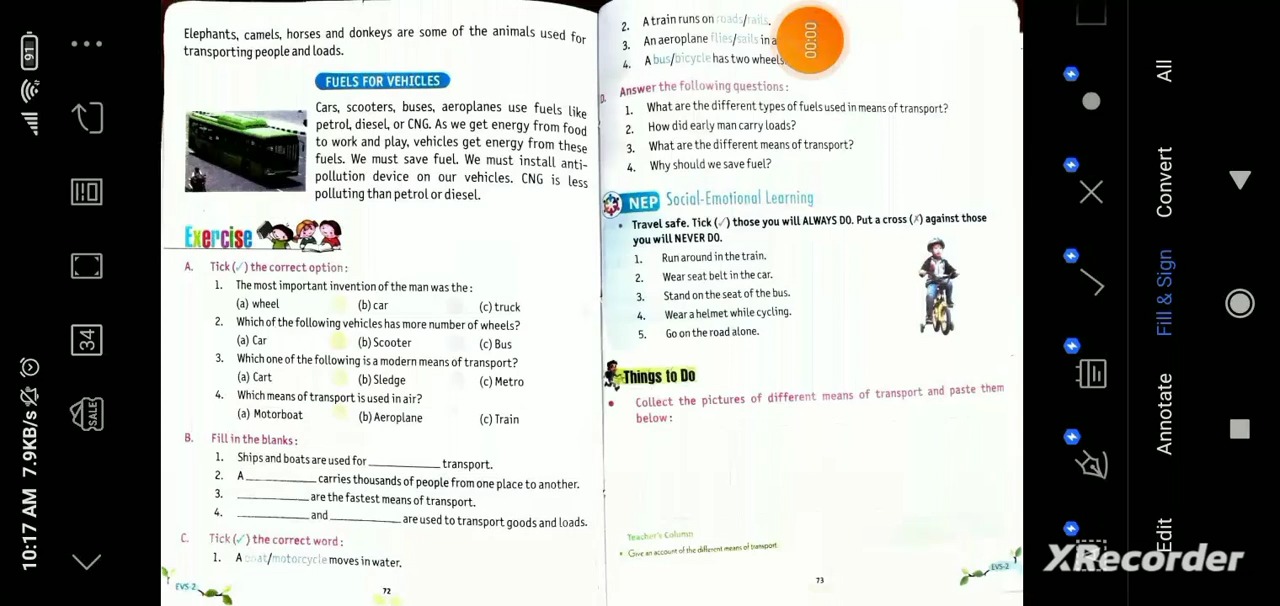 Elephants, camels, horses and donkeys are some of the animals used for
transporting people and loads.
FUELS FOR VEHICLES
Cars, scooters, buses, aeroplanes use fuels like
petrol, diesel, or CNG. As we get energy from food
to work and play, vehicles get energy from these
fuels. We must save fuel. We must install anti-
pollution device on our vehicles. CNG is less
polluting than petrol or diesel.
Exercise
A. Tick (✓) the correct option:
1. The most important invention of the man was the:
(a) wheel (b) car (c) truck
2. Which of the following vehicles has more number of wheels?
(a) Car (b) Scooter (c) Bus
3. Which one of the following is a modern means of transport?
(a) Cart (b) Sledge (c) Metro
4. Which means of transport is used in air?
(a) Motorboat (b) Aeroplane (c) Train
B. Fill in the blanks:
1. Ships and boats are used for ____________ transport.
2. A ____________ carries thousands of people from one place to another.
3. ____________ are the fastest means of transport.
4. ____________ and ____________ are used to transport goods and loads.
C. Tick (✓) the correct word:
1. A boat/motorcycle moves in water.
EVS-2
72
2. A train runs on roads/rails.
3. An aeroplane flies/sails in a
4. A bus/bicycle has two wheels
D. Answer the following questions:
1. What are the different types of fuels used in means of transport?
2. How did early man carry loads?
3. What are the different means of transport?
4. Why should we save fuel?
NEP Social-Emotional Learning
• Travel safe. Tick (✓) those you will ALWAYS DO. Put a cross (✗) against those
you will NEVER DO.
1. Run around in the train.
2. Wear seat belt in the car.
3. Stand on the seat of the bus.
4. Wear a helmet while cycling.
5. Go on the road alone.
Things to Do
• Collect the pictures of different means of transport and paste them
below:
Teacher's Column
• Give an account of the different means of transport.
73
EVS-2
00:00
10:17 AM 7.9KB/s
91
34
SALE
All
Convert
Fill & Sign
Annotate
Edit
XRecorder